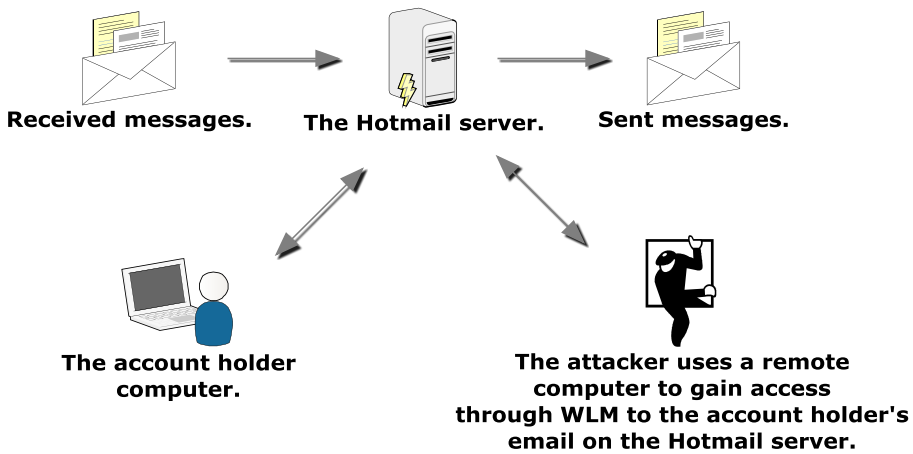 Received messages.
The Hotmail server.
Sent messages.
The account holder
computer.
The attacker uses a remote
computer to gain access
through WLM to the account holder's
email on the Hotmail server.